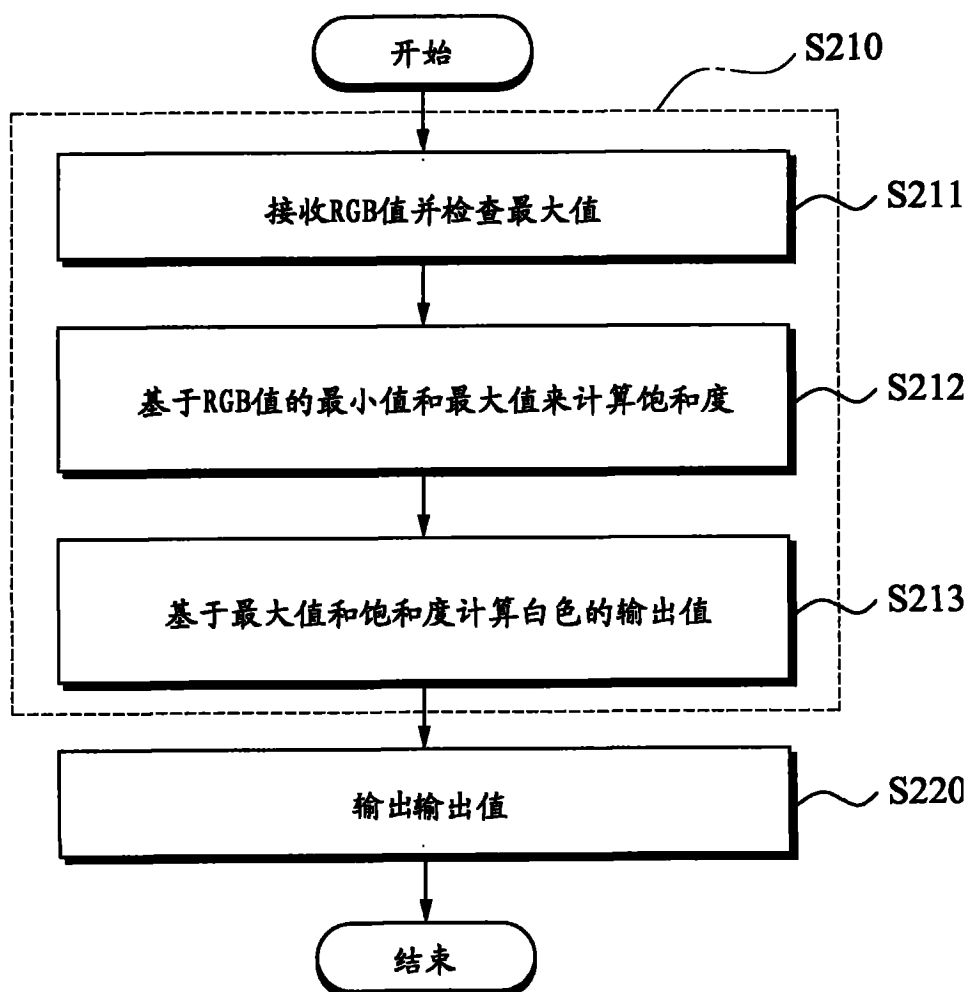 开始
S210
接收RGB值并检查最大值
S211
基于RGB值的最小值和最大值来计算饱和度
S212
基于最大值和饱和度计算白色的输出值
S213
输出输出值
S220
结束